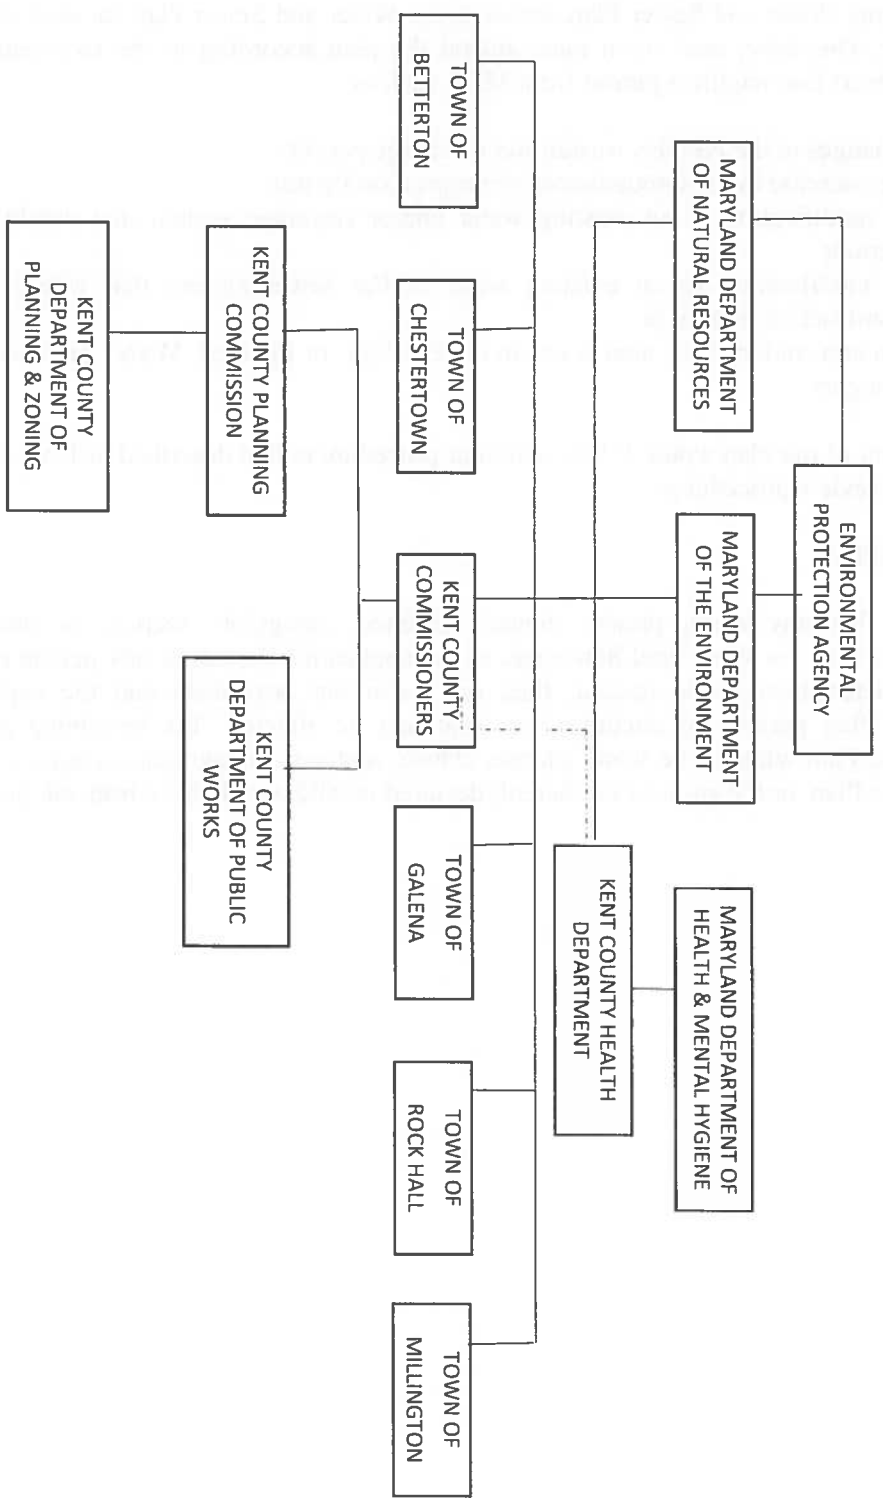 ENVIRONMENTAL
PROTECTION AGENCY
MARYLAND DEPARTMENT
OF NATURAL RESOURCES
MARYLAND DEPARTMENT
OF THE ENVIRONMENT
MARYLAND DEPARTMENT OF
HEALTH & MENTAL HYGIENE
KENT COUNTY HEALTH
DEPARTMENT
TOWN OF
BETTERTON
TOWN OF
CHESTERTOWN
KENT COUNTY
COMMISSIONERS
TOWN OF
GALENA
TOWN OF
ROCK HALL
TOWN OF
MILLINGTON
KENT COUNTY PLANNING
COMMISSION
KENT COUNTY
DEPARTMENT OF PUBLIC
WORKS
KENT COUNTY
DEPARTMENT OF
PLANNING & ZONING